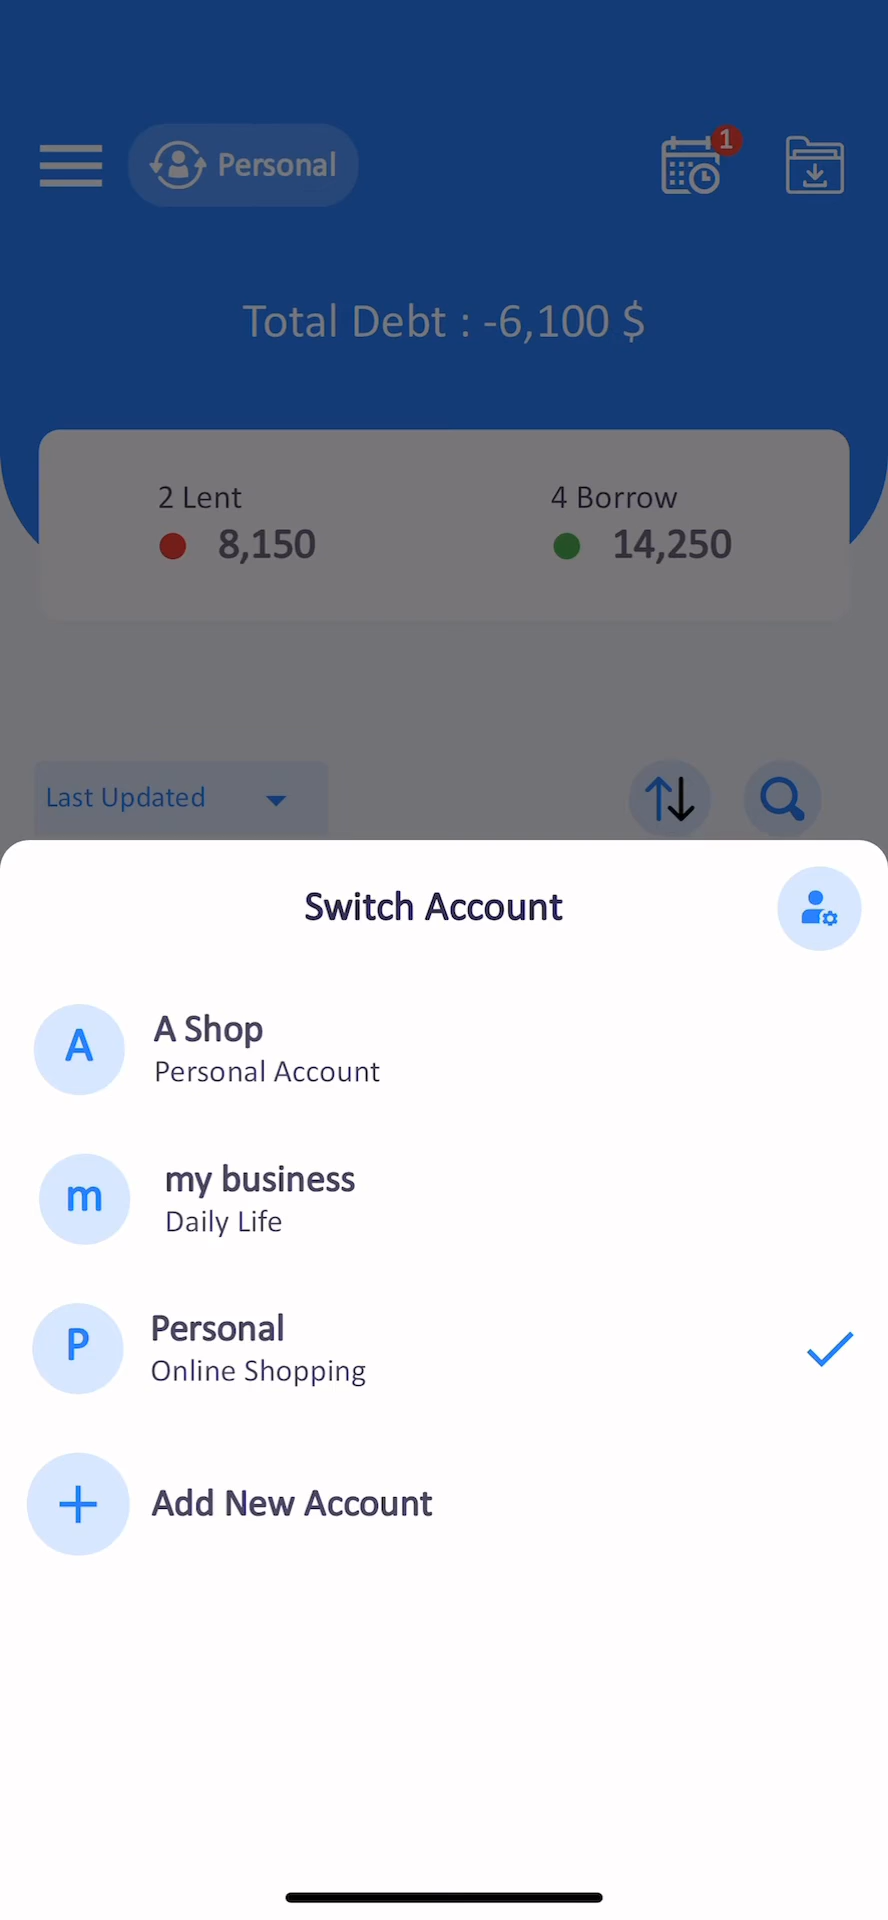 Personal
1
Total Debt : -6,100 $
2 Lent
4 Borrow
8,150
14,250
Last Updated
Switch Account
A
A Shop
Personal Account
m
my business
Daily Life
P
Personal
Online Shopping
Add New Account